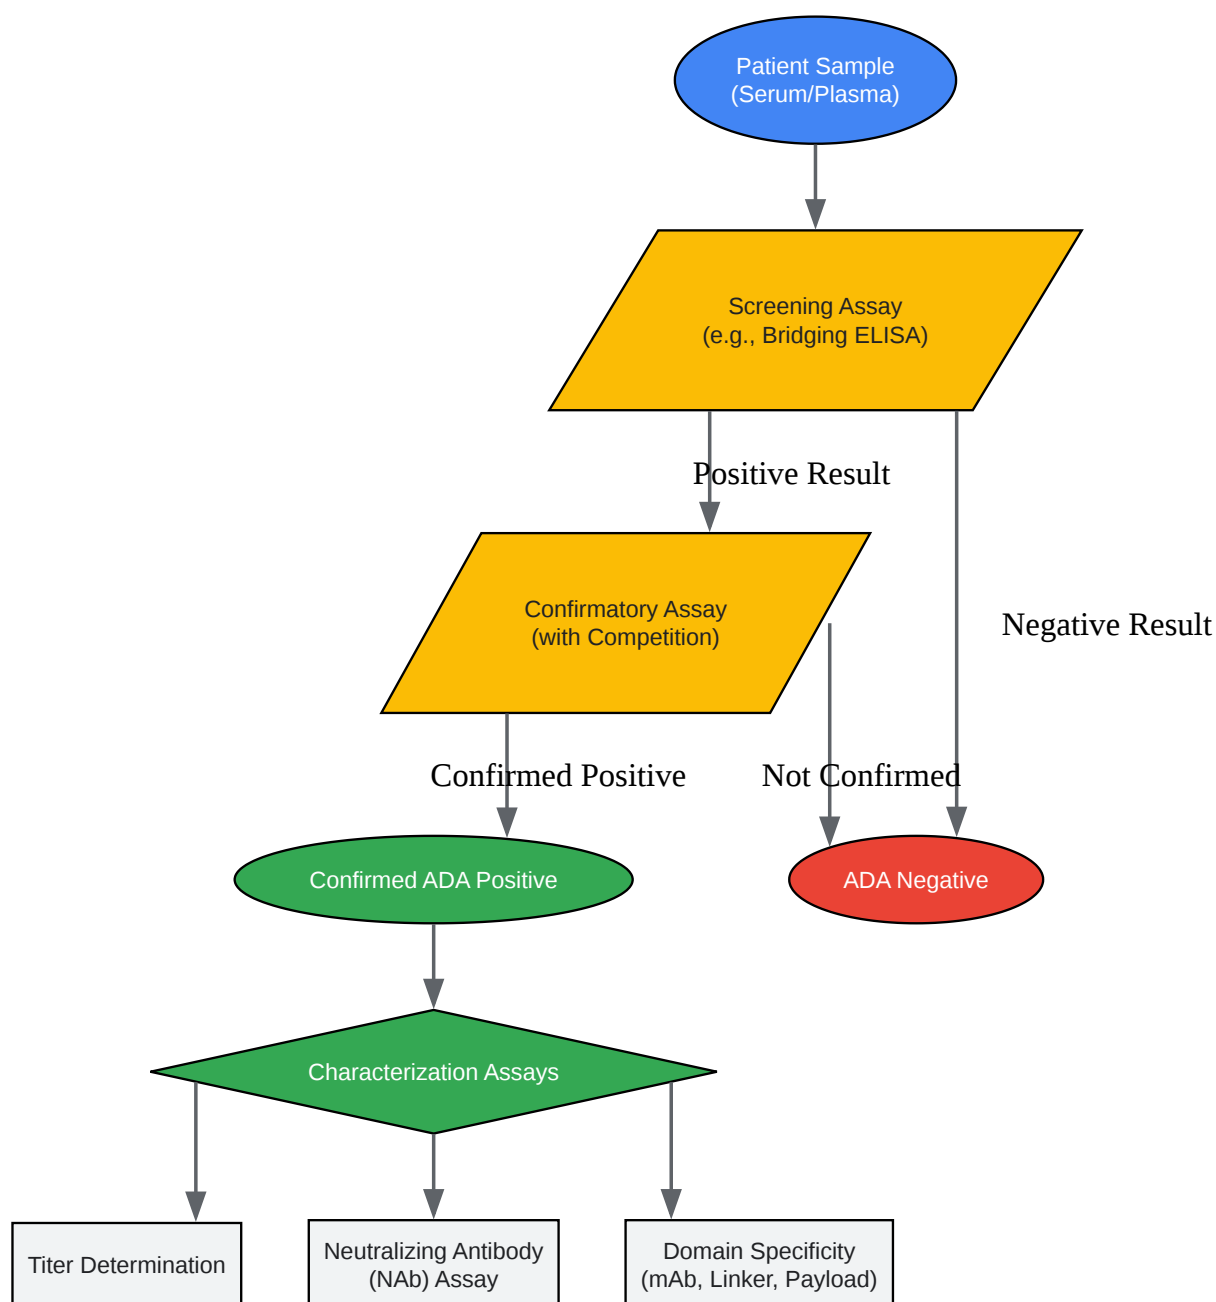 Patient Sample
(Serum/Plasma)
Screening Assay
(e.g., Bridging ELISA)
Positive Result
Confirmatory Assay
(with Competition)
Negative Result
Confirmed Positive
Not Confirmed
Confirmed ADA Positive
ADA Negative
Characterization Assays
Titer Determination
Neutralizing Antibody
(NAb) Assay
Domain Specificity
(mAb, Linker, Payload)